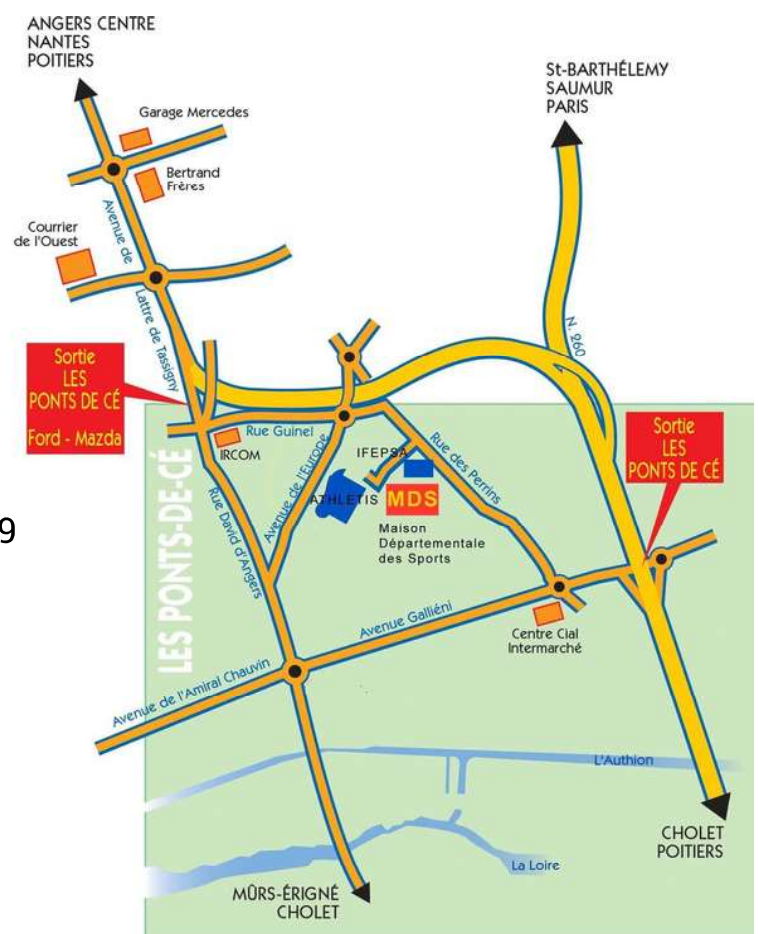 ANGERS CENTRE
NANTES
POITIERS
St-BARTHÉLEMY
SAUMUR
PARIS
Garage Mercedes
Bertrand
Frères
Avenue de
Courrier
de l'Ouest
Lattre de Tassigny
N. 260
Sortie
LES
PONTS DE CÉ
Ford - Mazda
Sortie
LES
PONTS DE CÉ
Rue Guinel
IRCOM
IFEPSA
Rue des Perrins
Avenue de l'Europe
ATHLETIS
MDS
Maison
Départementale
des Sports
9
LES PONTS-DE-CÉ
Rue David d'Angers
Avenue Galliéni
Centre Cial
Intermarché
Avenue de l'Amiral Chauvin
L'Authion
La Loire
CHOLET
POITIERS
MÛRS-ÉRIGNÉ
CHOLET